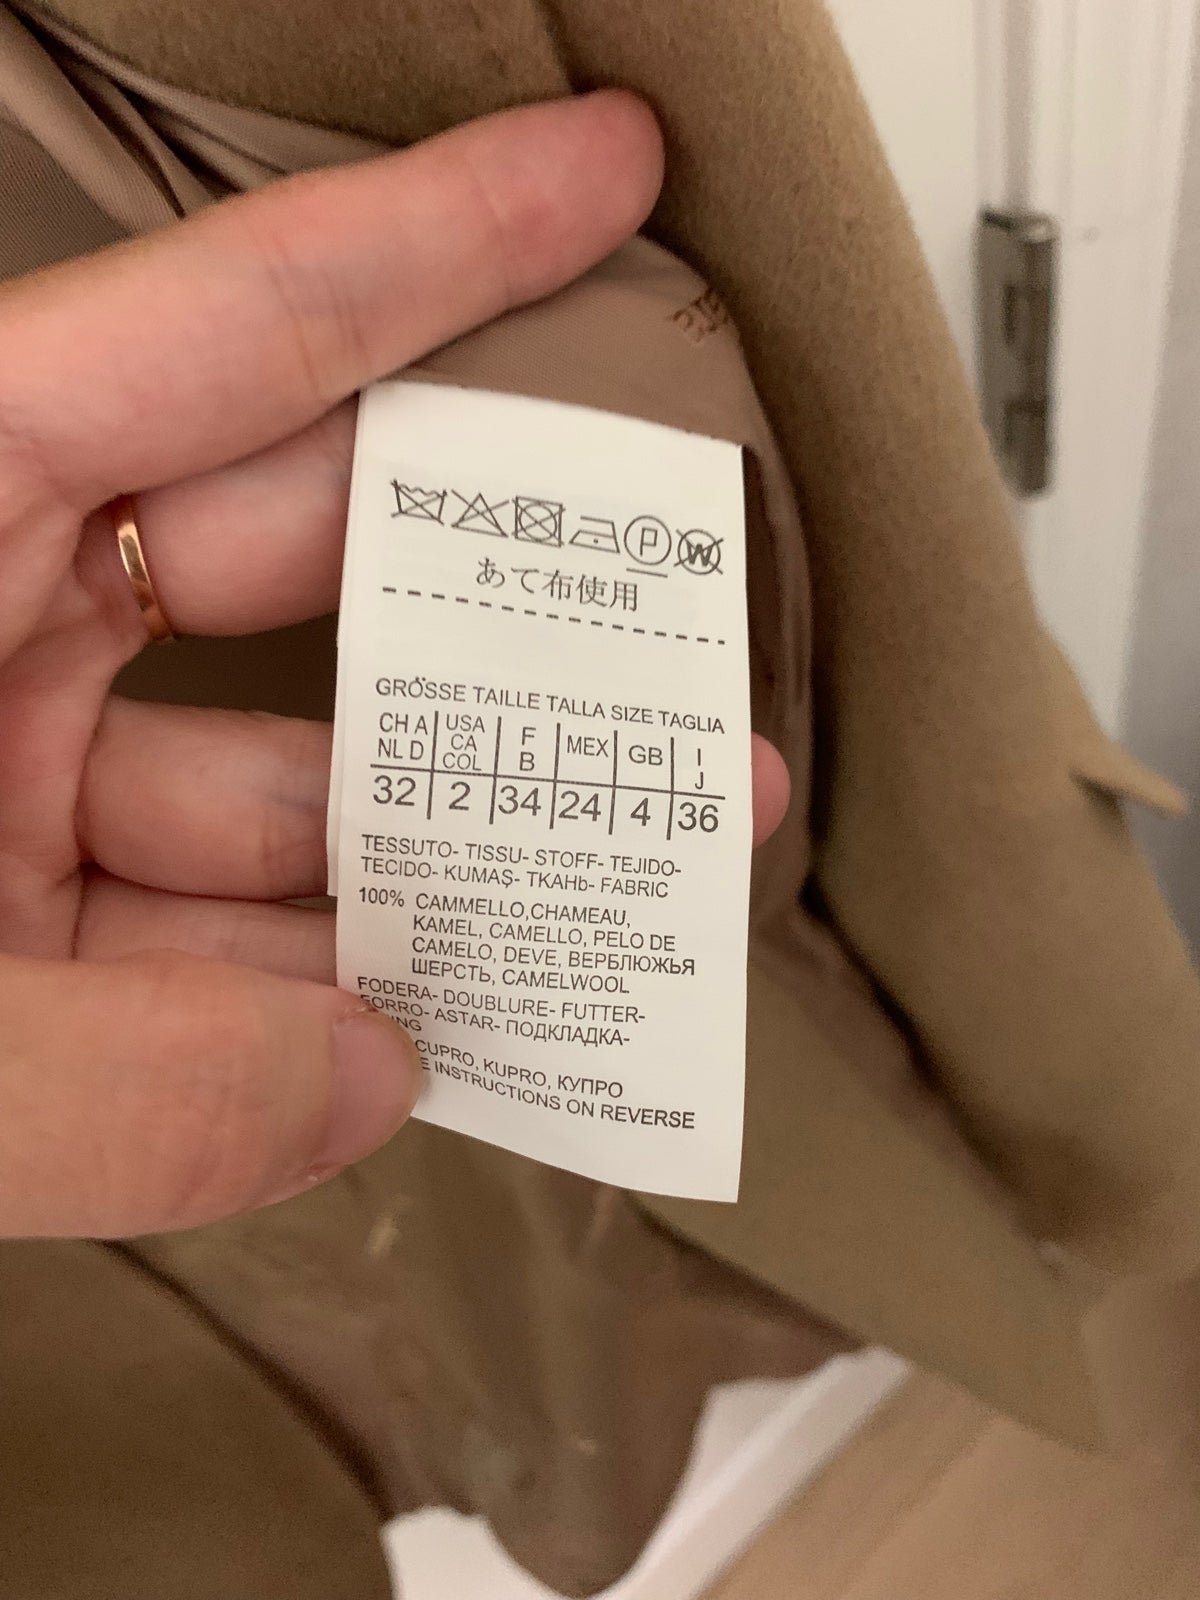 P W
あて布使用
GRÖSSE TAILLE TALLA SIZE TAGLIA
CH A USA F MEX GB I
NL D CA B J
COL
32 2 34 24 4 36
TESSUTO- TISSU- STOFF- TEJIDO-
TECIDO- KUMAŞ- TKAHb- FABRIC
100% CAMMELLO,CHAMEAU,
KAMEL, CAMELLO, PELO DE
CAMELO, DEVE, ВЕРБЛЮЖЬЯ
ШЕРСТЬ, CAMELWOOL
FODERA- DOUBLURE- FUTTER-
FORRO- ASTAR- ПОДКЛАДКА-
CUPRO, KUPRO, КУПРО
INSTRUCTIONS ON REVERSE